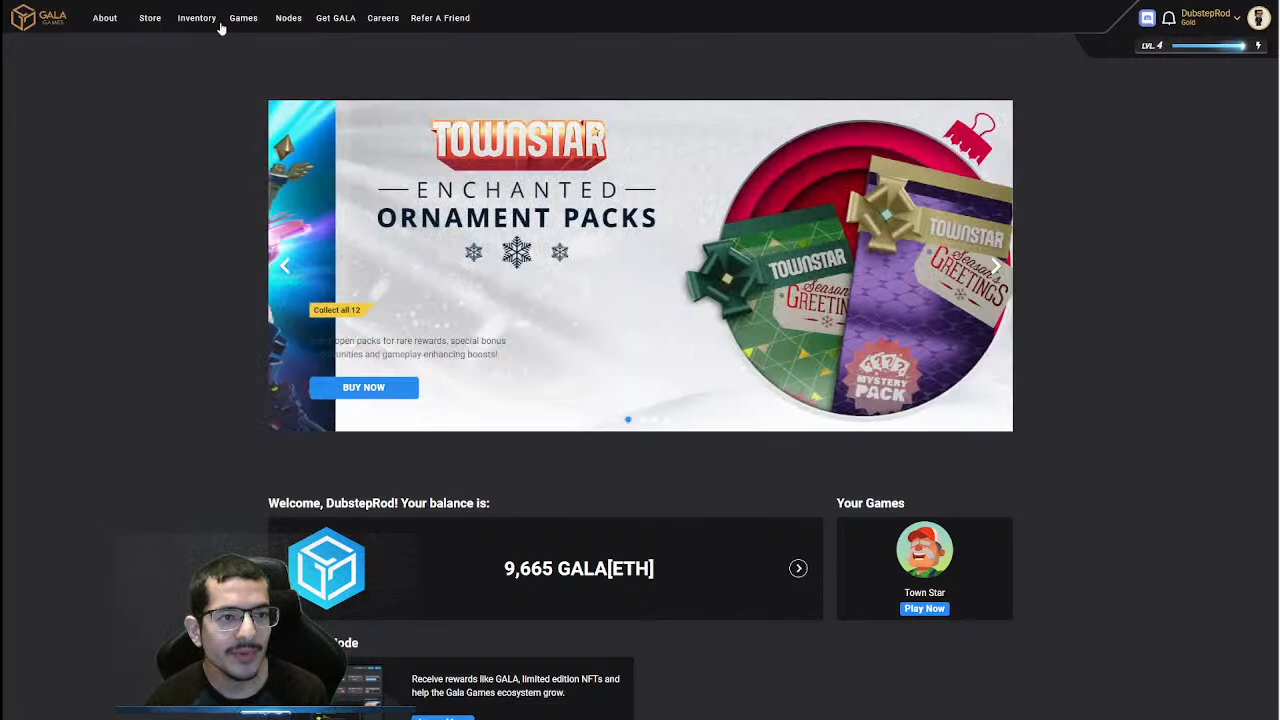 GALA GAMES
About
Store
Inventory
Games
Nodes
Get GALA
Careers
Refer A Friend
DubstepRod
Gold
LVL. 4
TOWNSTAR
ENCHANTED
ORNAMENT PACKS
TOWNSTAR
Season's
GREETINGS
TOWNSTAR
Season's
GREETINGS
MYSTERY
PACK
Collect all 12
open packs for rare rewards, special bonus
and gameplay-enhancing boosts!
BUY NOW
Welcome, DubstepRod! Your balance is:
Your Games
9,665 GALA[ETH]
Town Star
Play Now
Receive rewards like GALA, limited edition NFTs and
help the Gala Games ecosystem grow.